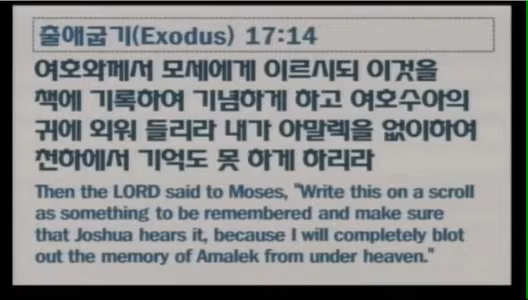 출애굽기(Exodus) 17:14
여호와께서 모세에게 이르시되 이것을
책에 기록하여 기념하게 하고 여호수아의
귀에 외워 들리라 내가 아말렉을 없이하여
천하에서 기억도 못 하게 하리라
Then the LORD said to Moses, "Write this on a scroll
as something to be remembered and make sure
that Joshua hears it, because I will completely blot
out the memory of Amalek from under heaven."